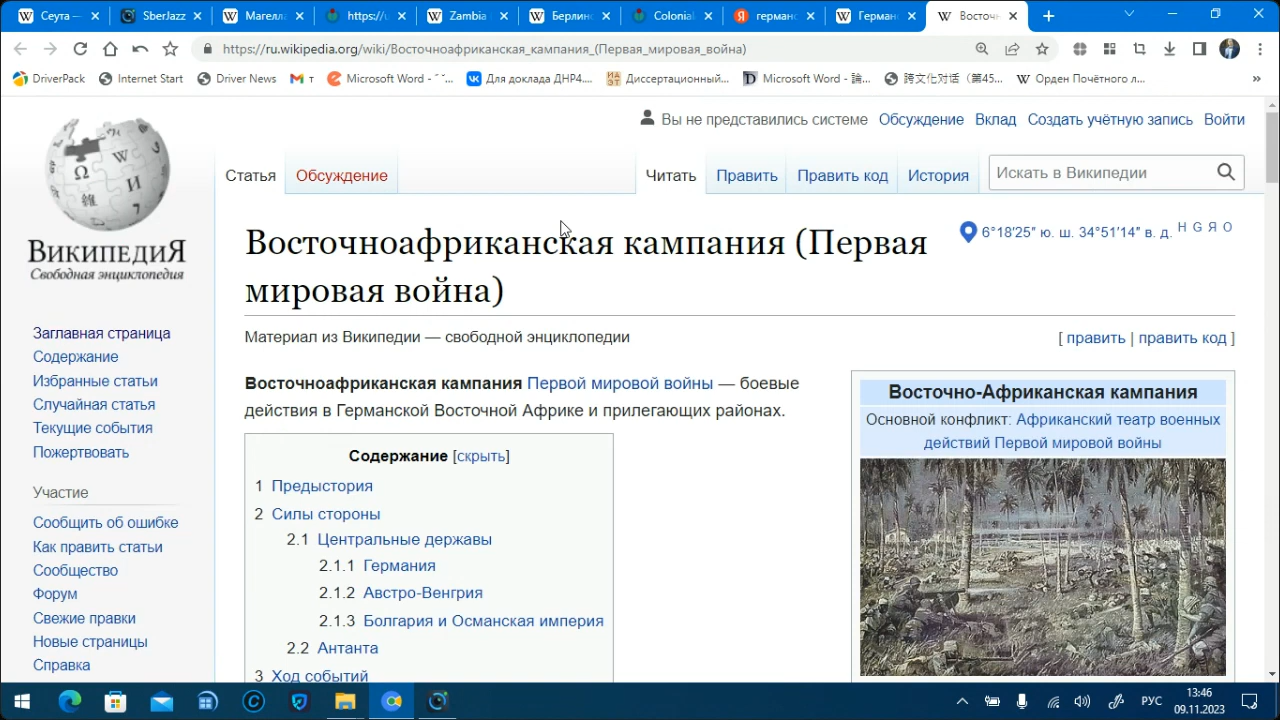 Сеута —
SberJazz
Магелла
https://u
Zambia
Берлинс
Colonial
германс
Герман
Восточн
https://ru.wikipedia.org/wiki/Восточноафриканская_кампания_(Первая_мировая_война)
DriverPack
Internet Start
Driver News
т
Microsoft Word - ˆ ˘...
Для доклада ДНР4....
Диссертационный...
Microsoft Word - 論...
跨文化对话（第45...
Орден Почётного л...
»
Вы не представились системе
Обсуждение
Вклад
Создать учётную запись
Войти
Статья
Обсуждение
Читать
Править
Править код
История
Искать в Википедии
ВикипедиЯ
Свободная энциклопедия
Восточноафриканская кампания (Первая
мировая война)
6°18′25″ ю. ш. 34°51′14″ в. д. H G Я O
Материал из Википедии — свободной энциклопедии
[ править | править код ]
Заглавная страница
Содержание
Избранные статьи
Случайная статья
Текущие события
Пожертвовать
Участие
Сообщить об ошибке
Как править статьи
Сообщество
Форум
Свежие правки
Новые страницы
Справка
Восточноафриканская кампания Первой мировой войны — боевые
действия в Германской Восточной Африке и прилегающих районах.
Содержание [скрыть]
1 Предыстория
2 Силы стороны
2.1 Центральные державы
2.1.1 Германия
2.1.2 Австро-Венгрия
2.1.3 Болгария и Османская империя
2.2 Антанта
3 Ход событий
Восточно-Африканская кампания
Основной конфликт: Африканский театр военных
действий Первой мировой войны
РУС
13:46
09.11.2023